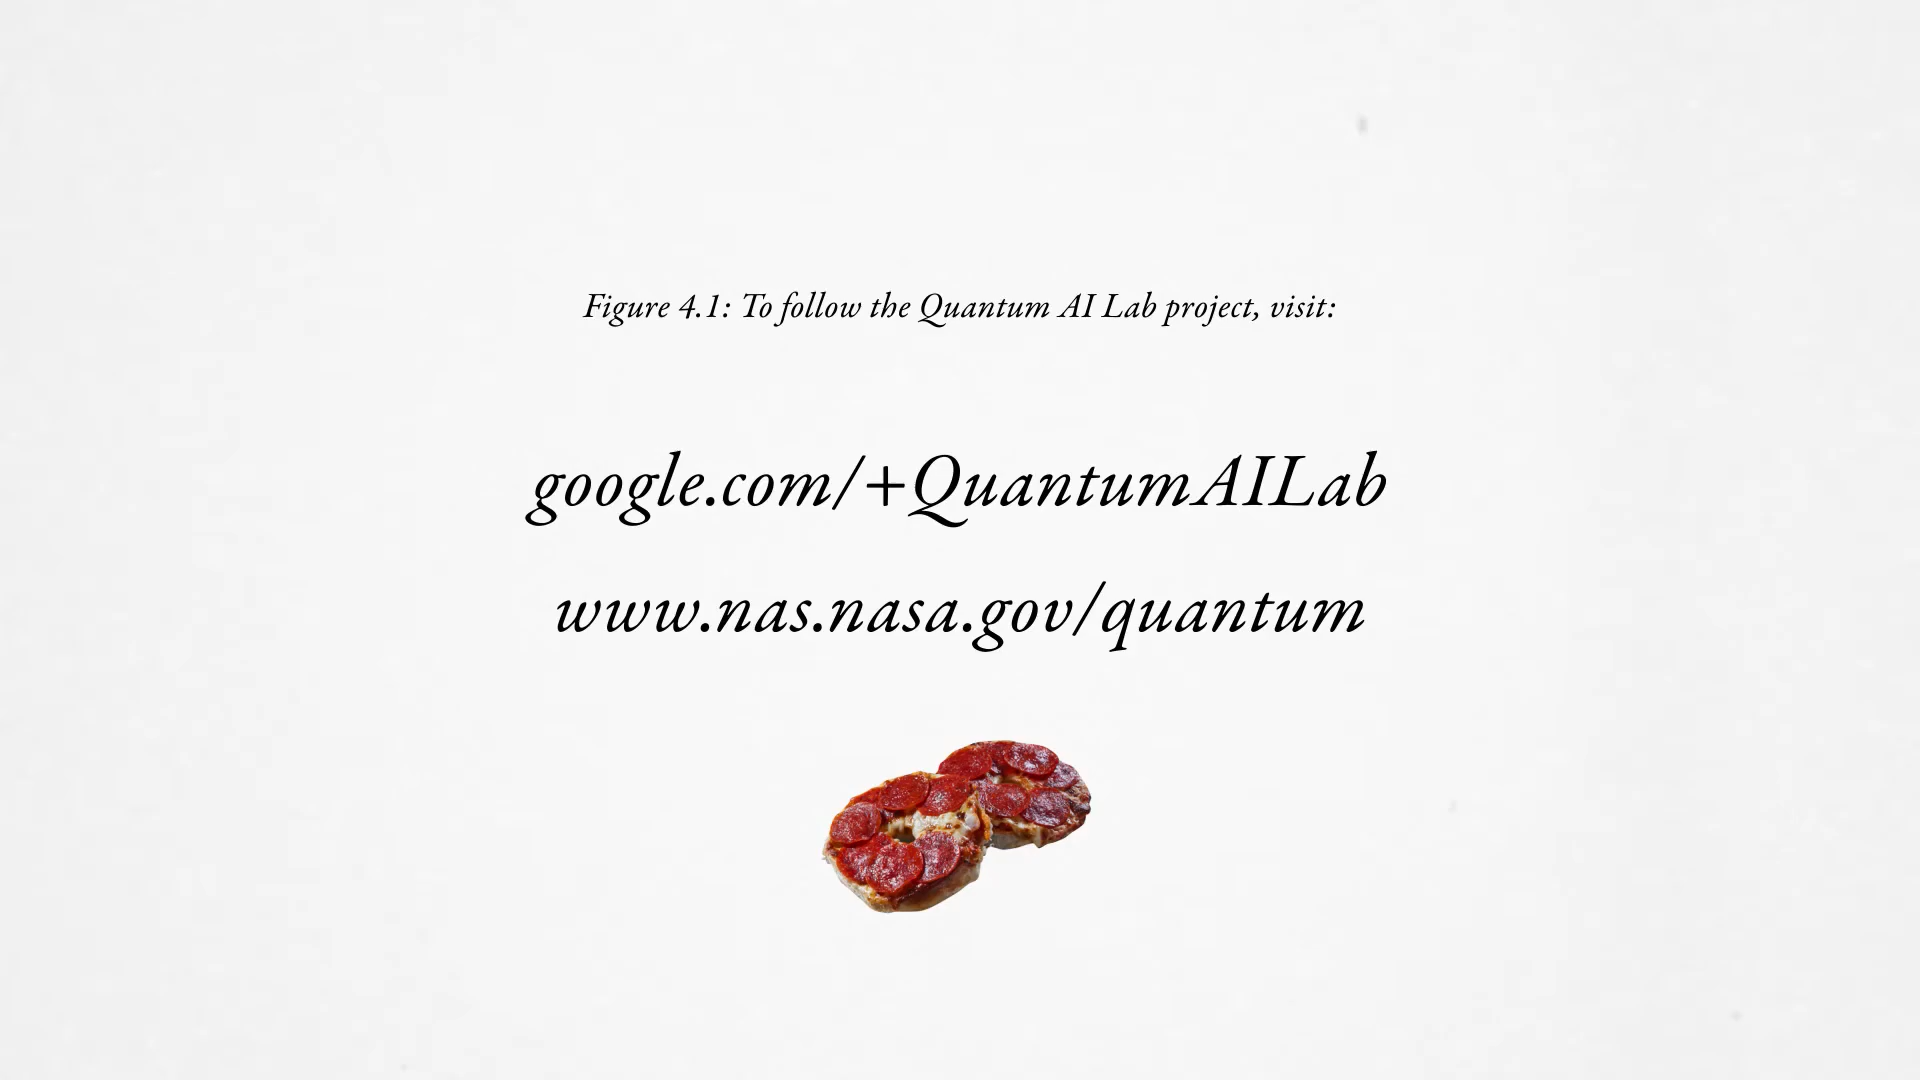 Figure 4.1: To follow the Quantum AI Lab project, visit:
google.com/+QuantumAILab
www.nas.nasa.gov/quantum